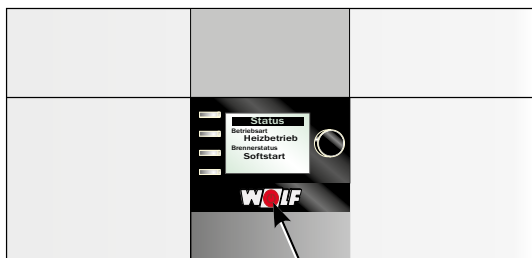 Status
Betriebsart
Heizbetrieb
Brennerstatus
Softstart
WOLF